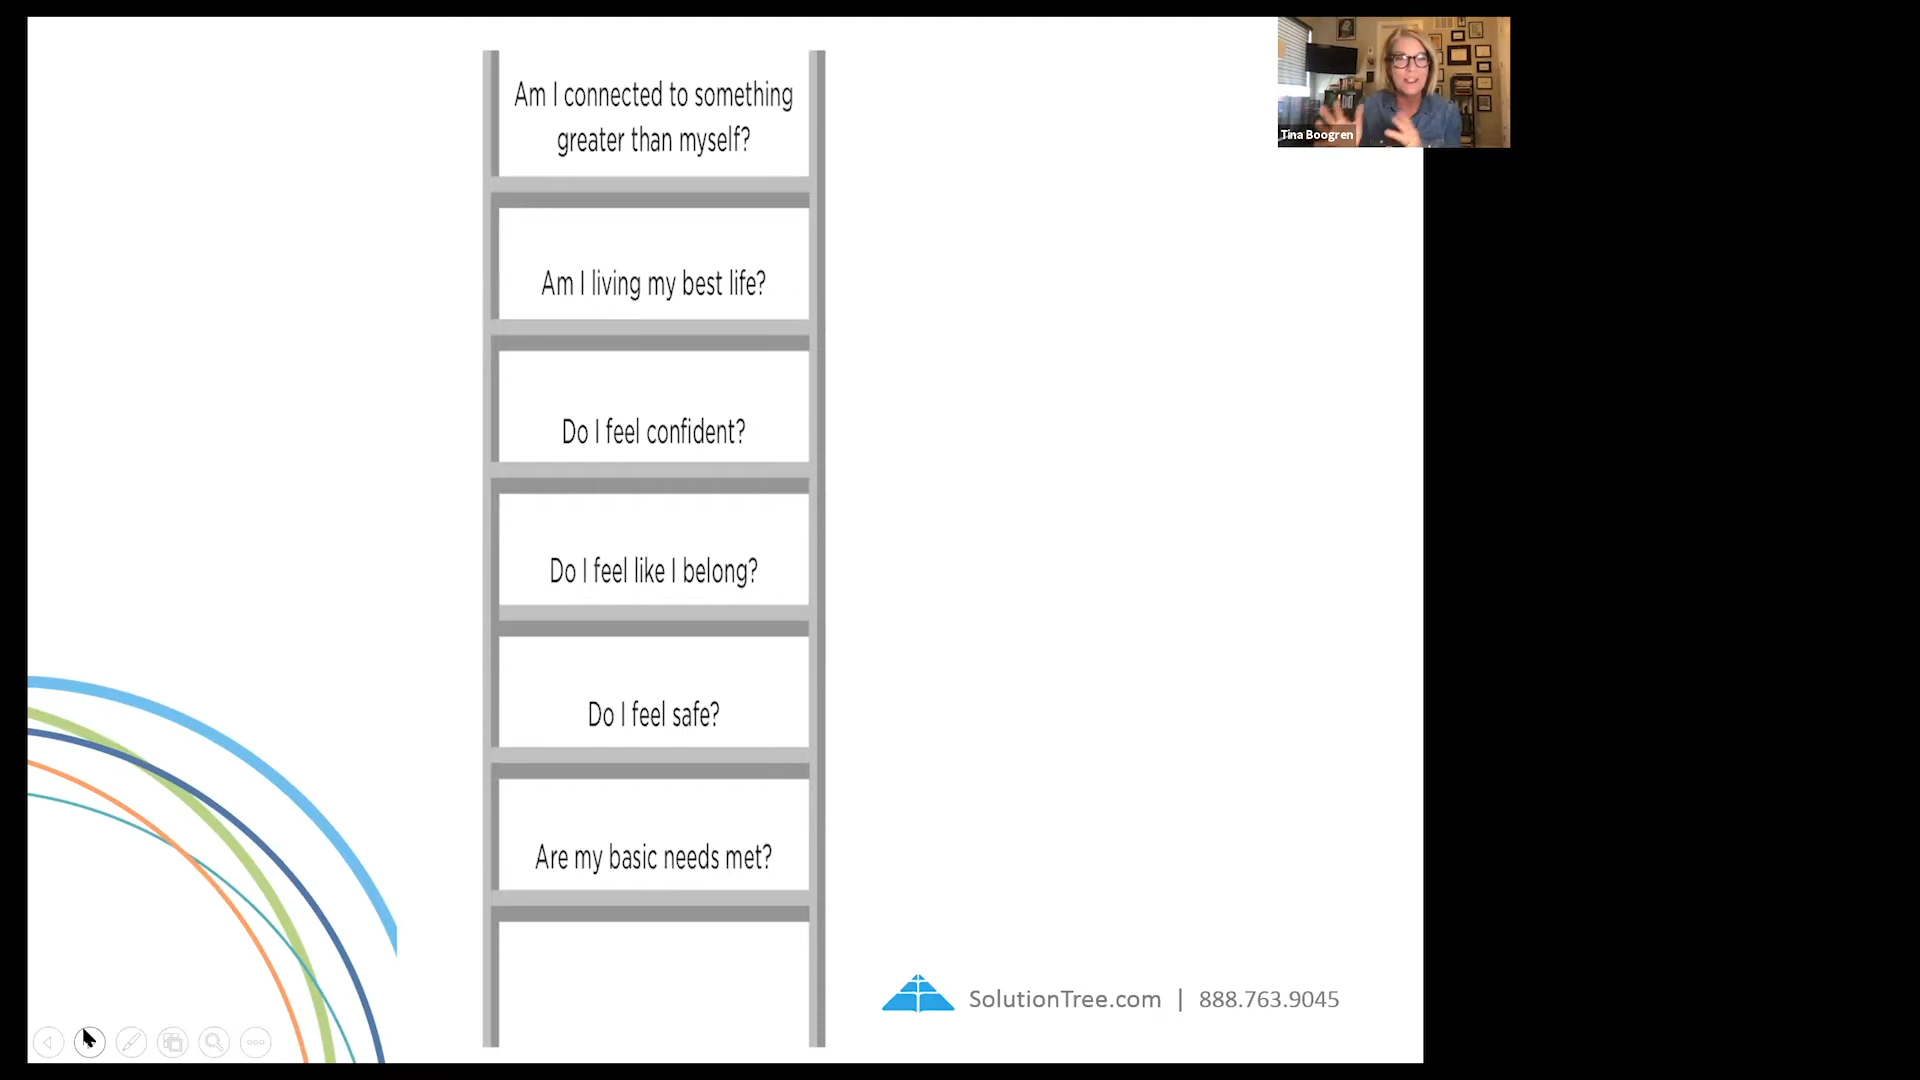 Am I connected to something
greater than myself?
Am I living my best life?
Do I feel confident?
Do I feel like I belong?
Do I feel safe?
Are my basic needs met?
Tina Boogren
SolutionTree.com | 888.763.9045